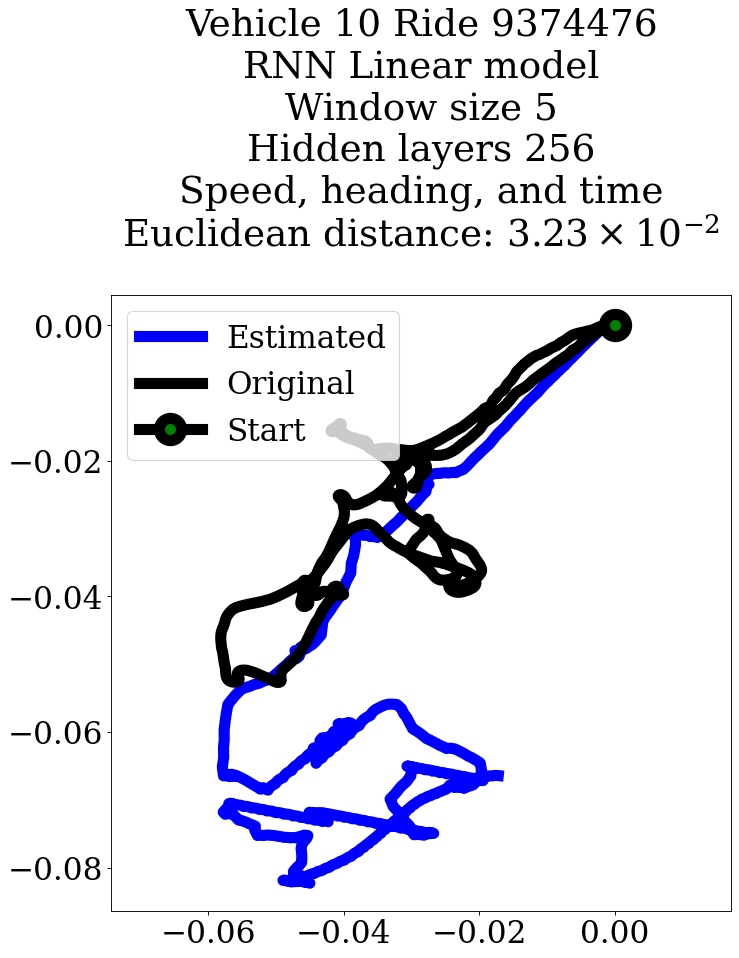 Vehicle 10 Ride 9374476
RNN Linear model
Window size 5
Hidden layers 256
Speed, heading, and time
Euclidean distance: 3.23 × 10⁻²
Estimated
Original
Start
0.00
−0.02
−0.04
−0.06
−0.08
−0.06 −0.04 −0.02 0.00